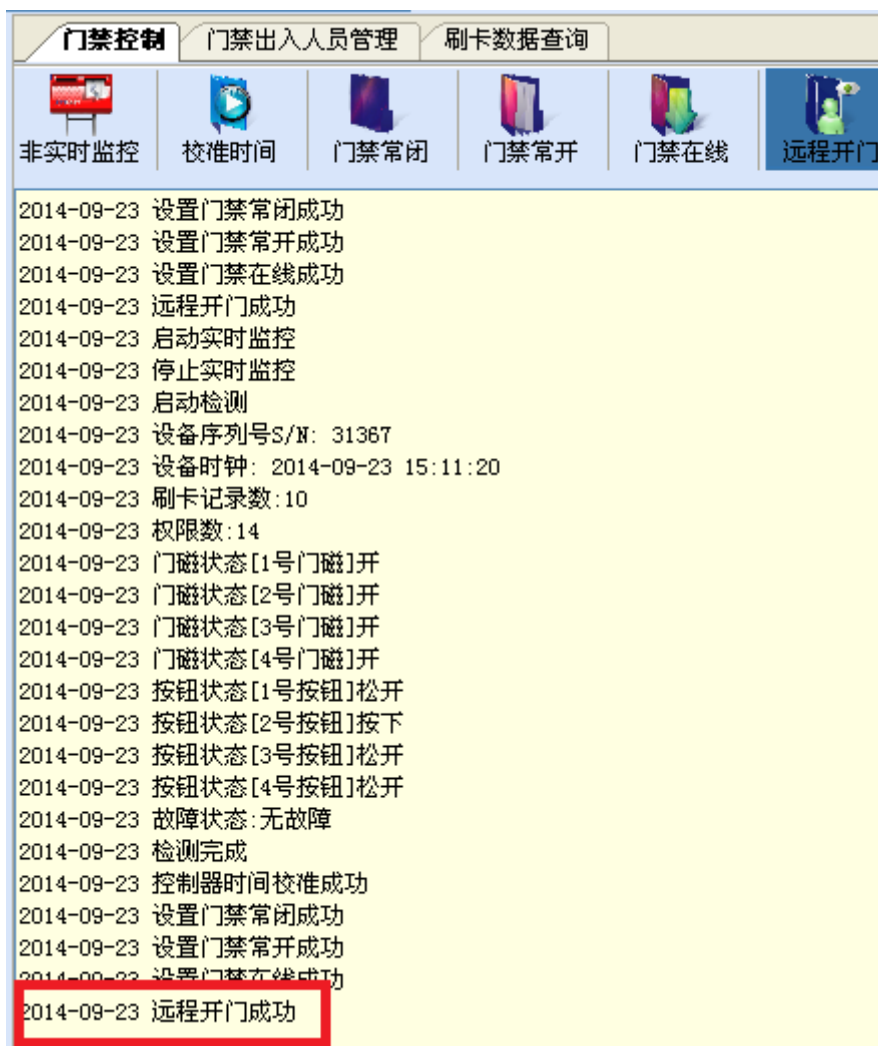 门禁控制 门禁出入人员管理 刷卡数据查询
非实时监控 校准时间 门禁常闭 门禁常开 门禁在线 远程开门
2014-09-23 设置门禁常闭成功
2014-09-23 设置门禁常开成功
2014-09-23 设置门禁在线成功
2014-09-23 远程开门成功
2014-09-23 启动实时监控
2014-09-23 停止实时监控
2014-09-23 启动检测
2014-09-23 设备序列号S/N: 31367
2014-09-23 设备时钟: 2014-09-23 15:11:20
2014-09-23 刷卡记录数:10
2014-09-23 权限数:14
2014-09-23 门磁状态[1号门磁]开
2014-09-23 门磁状态[2号门磁]开
2014-09-23 门磁状态[3号门磁]开
2014-09-23 门磁状态[4号门磁]开
2014-09-23 按钮状态[1号按钮]松开
2014-09-23 按钮状态[2号按钮]按下
2014-09-23 按钮状态[3号按钮]松开
2014-09-23 按钮状态[4号按钮]松开
2014-09-23 故障状态:无故障
2014-09-23 检测完成
2014-09-23 控制器时间校准成功
2014-09-23 设置门禁常闭成功
2014-09-23 设置门禁常开成功
2014-09-23 设置门禁在线成功
2014-09-23 远程开门成功